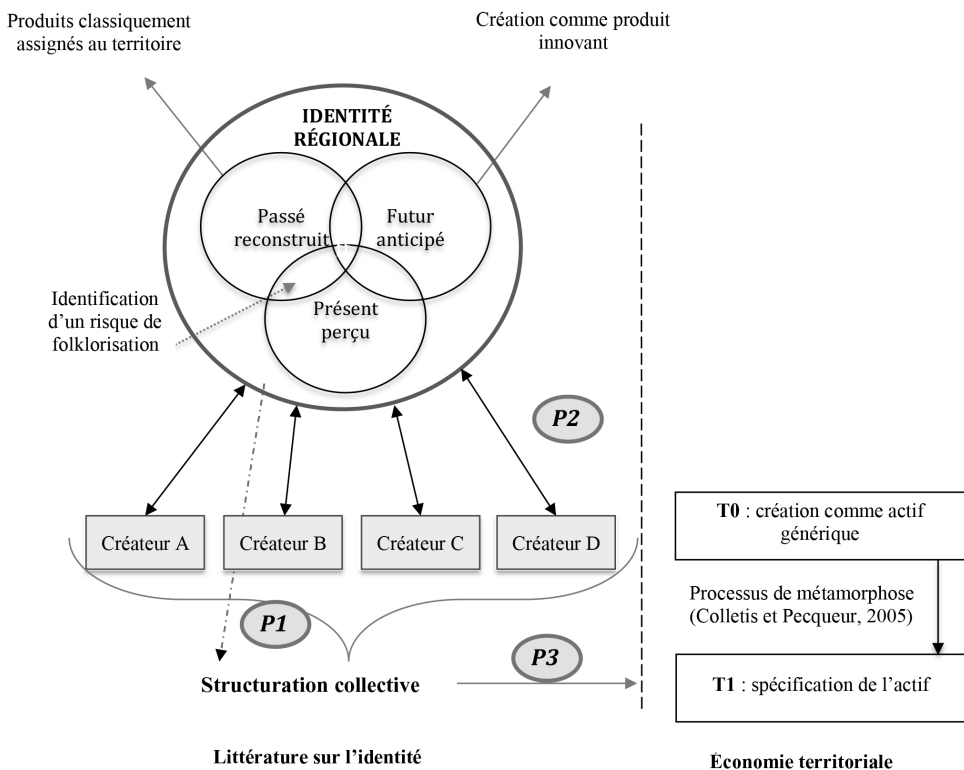 Produits classiquement
assignés au territoire
Création comme produit
innovant
IDENTITÉ
RÉGIONALE
Passé
reconstruit
Futur
anticipé
Présent
perçu
Identification
d’un risque de
folklorisation
P2
Créateur A
Créateur B
Créateur C
Créateur D
P1
P3
Structuration collective
T0 : création comme actif
générique
Processus de métamorphose
(Colletis et Pecqueur, 2005)
T1 : spécification de l’actif
Littérature sur l’identité
Économie territoriale